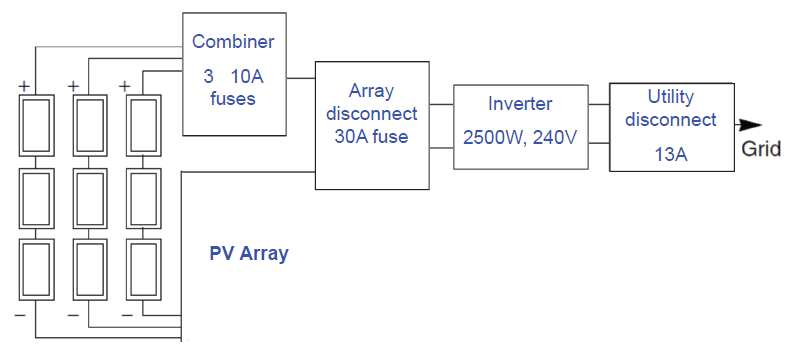 Combiner
3 10A
fuses
Array
disconnect
30A fuse
Inverter
2500W, 240V
Utility
disconnect
13A
Grid
+ + +
PV Array
− − −